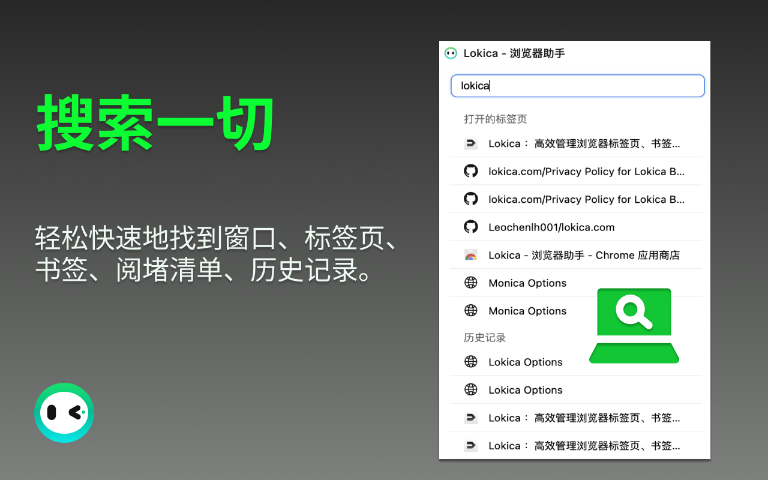 搜索一切
轻松快速地找到窗口、标签页、
书签、阅堵清单、历史记录。
Lokica - 浏览器助手
lokica
打开的标签页
Lokica： 高效管理浏览器标签页、书签...
lokica.com/Privacy Policy for Lokica B...
lokica.com/Privacy Policy for Lokica B...
Leochenlh001/lokica.com
Lokica - 浏览器助手 - Chrome 应用商店
Monica Options
Monica Options
历史记录
Lokica Options
Lokica Options
Lokica： 高效管理浏览器标签页、书签...
Lokica： 高效管理浏览器标签页、书签...